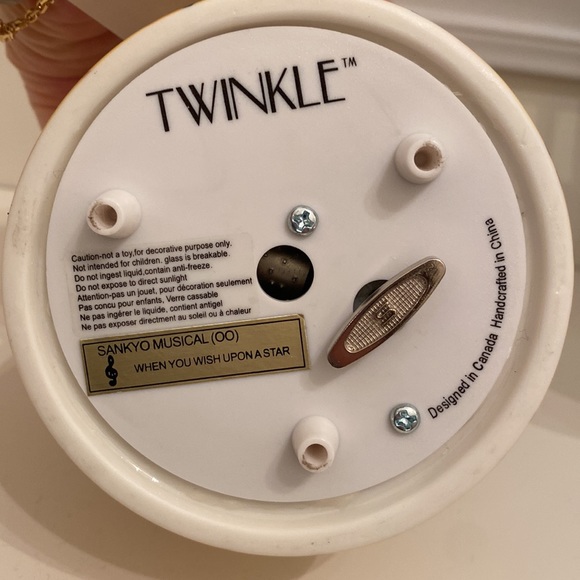 TWINKLE™
Caution-not a toy,for decorative purpose only.
Not intended for children. glass is breakable.
Do not ingest liquid,contain anti-freeze.
Do not expose to direct sunlight
Attention-pas un jouet, pour décoration seulement
Pas concu pour enfants, Verre cassable
Ne pas ingérer le liquide, contient antigel
Ne pas exposer directment au soleil ou à chaleur
SANKYO MUSICAL (OO)
WHEN YOU WISH UPON A STAR
Designed in Canada Handcrafted in China